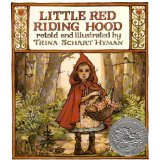 LITTLE RED
RIDING HOOD
retold and illustrated by
TRINA SCHART HYMAN